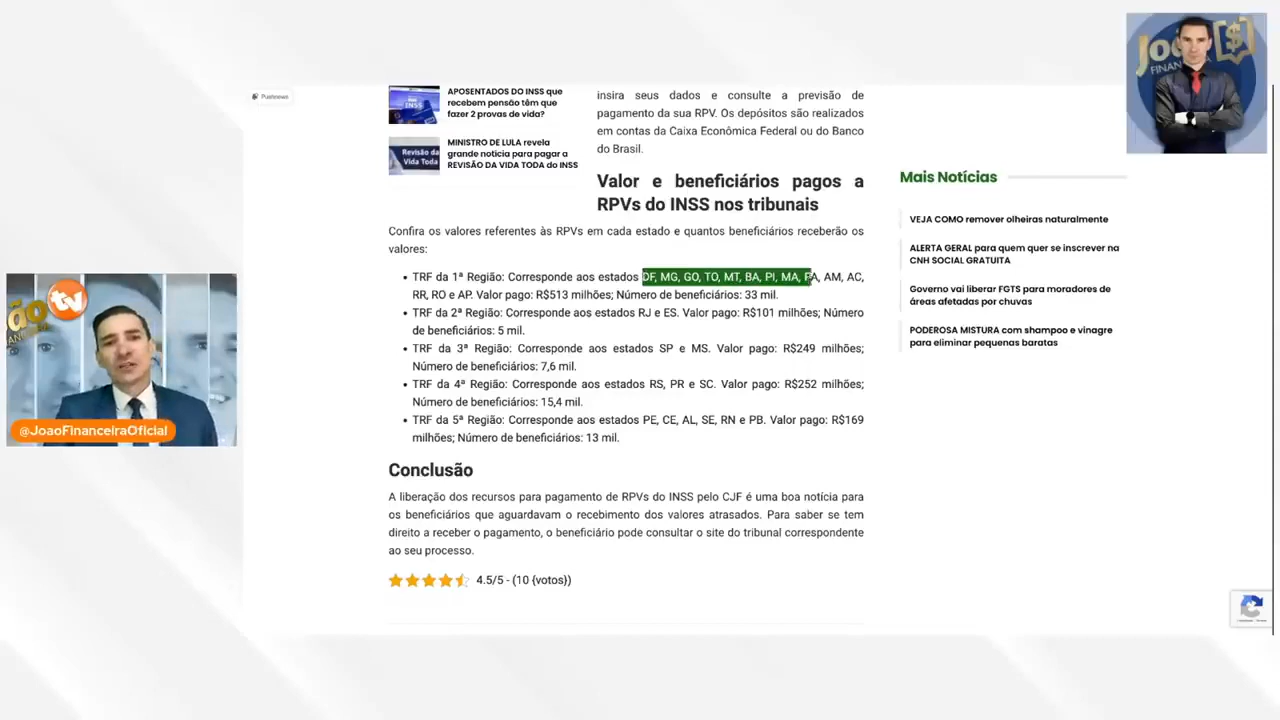 Pushnews
APOSENTADOS DO INSS que
recebem pensão têm que
fazer 2 provas de vida?
MINISTRO DE LULA revela
grande notícia para pagar a
REVISÃO DA VIDA TODA do INSS
insira seus dados e consulte a previsão de
pagamento da sua RPV. Os depósitos são realizados
em contas da Caixa Econômica Federal ou do Banco
do Brasil.
Valor e beneficiários pagos a
RPVs do INSS nos tribunais
Confira os valores referentes às RPVs em cada estado e quantos beneficiários receberão os
valores:
• TRF da 1ª Região: Corresponde aos estados DF, MG, GO, TO, MT, BA, PI, MA, PA, AM, AC,
RR, RO e AP. Valor pago: R$513 milhões; Número de beneficiários: 33 mil.
• TRF da 2ª Região: Corresponde aos estados RJ e ES. Valor pago: R$101 milhões; Número
de beneficiários: 5 mil.
• TRF da 3ª Região: Corresponde aos estados SP e MS. Valor pago: R$249 milhões;
Número de beneficiários: 7,6 mil.
• TRF da 4ª Região: Corresponde aos estados RS, PR e SC. Valor pago: R$252 milhões;
Número de beneficiários: 15,4 mil.
• TRF da 5ª Região: Corresponde aos estados PE, CE, AL, SE, RN e PB. Valor pago: R$169
milhões; Número de beneficiários: 13 mil.
Conclusão
A liberação dos recursos para pagamento de RPVs do INSS pelo CJF é uma boa notícia para
os beneficiários que aguardavam o recebimento dos valores atrasados. Para saber se tem
direito a receber o pagamento, o beneficiário pode consultar o site do tribunal correspondente
ao seu processo.
4.5/5 - (10 {votos})
Mais Notícias
VEJA COMO remover olheiras naturalmente
ALERTA GERAL para quem quer se inscrever na
CNH SOCIAL GRATUITA
Governo vai liberar FGTS para moradores de
áreas afetadas por chuvas
PODEROSA MISTURA com shampoo e vinagre
para eliminar pequenas baratas
tv
@JoaoFinanceiraOficial